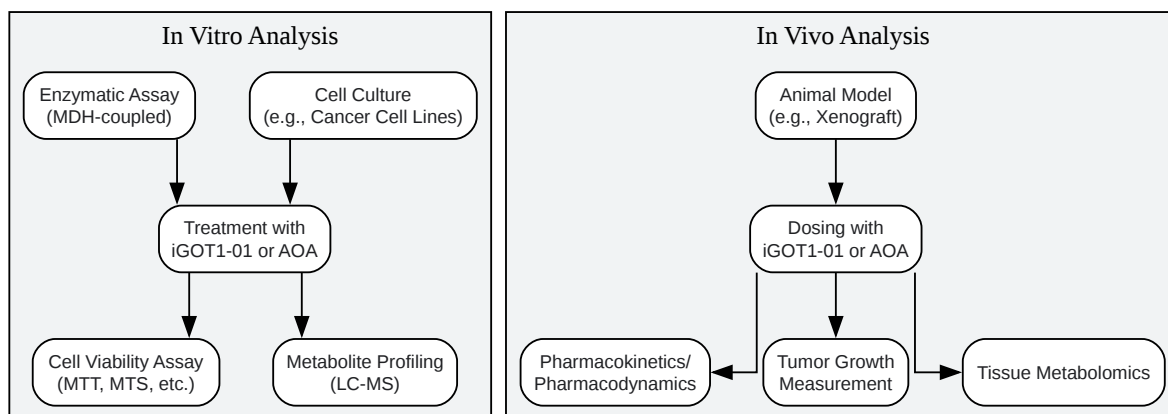 In Vitro Analysis
Enzymatic Assay
(MDH-coupled)
Cell Culture
(e.g., Cancer Cell Lines)
Treatment with
iGOT1-01 or AOA
Cell Viability Assay
(MTT, MTS, etc.)
Metabolite Profiling
(LC-MS)
In Vivo Analysis
Animal Model
(e.g., Xenograft)
Dosing with
iGOT1-01 or AOA
Pharmacokinetics/
Pharmacodynamics
Tumor Growth
Measurement
Tissue Metabolomics